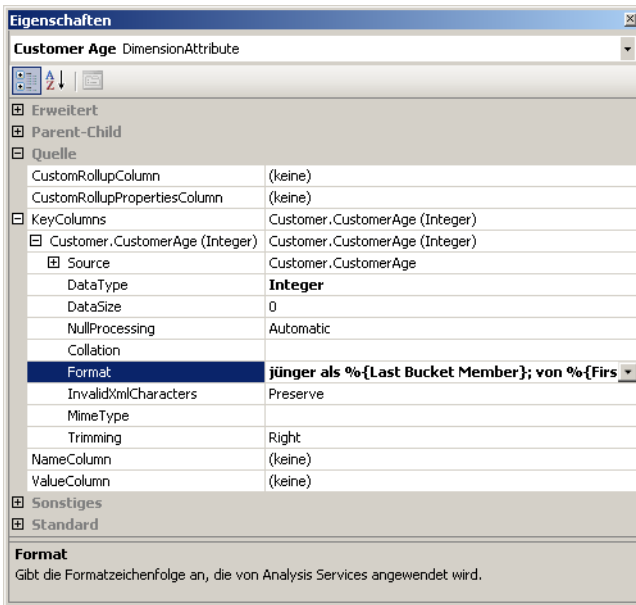 Eigenschaften
Customer Age DimensionAttribute
Erweitert
Parent-Child
Quelle
CustomRollupColumn (keine)
CustomRollupPropertiesColumn (keine)
KeyColumns Customer.CustomerAge (Integer)
Customer.CustomerAge (Integer) Customer.CustomerAge (Integer)
Source Customer.CustomerAge
DataType Integer
DataSize 0
NullProcessing Automatic
Collation
Format jünger als %{Last Bucket Member}; von %{Firs
InvalidXmlCharacters Preserve
MimeType
Trimming Right
NameColumn (keine)
ValueColumn (keine)
Sonstiges
Standard
Format
Gibt die Formatzeichenfolge an, die von Analysis Services angewendet wird.